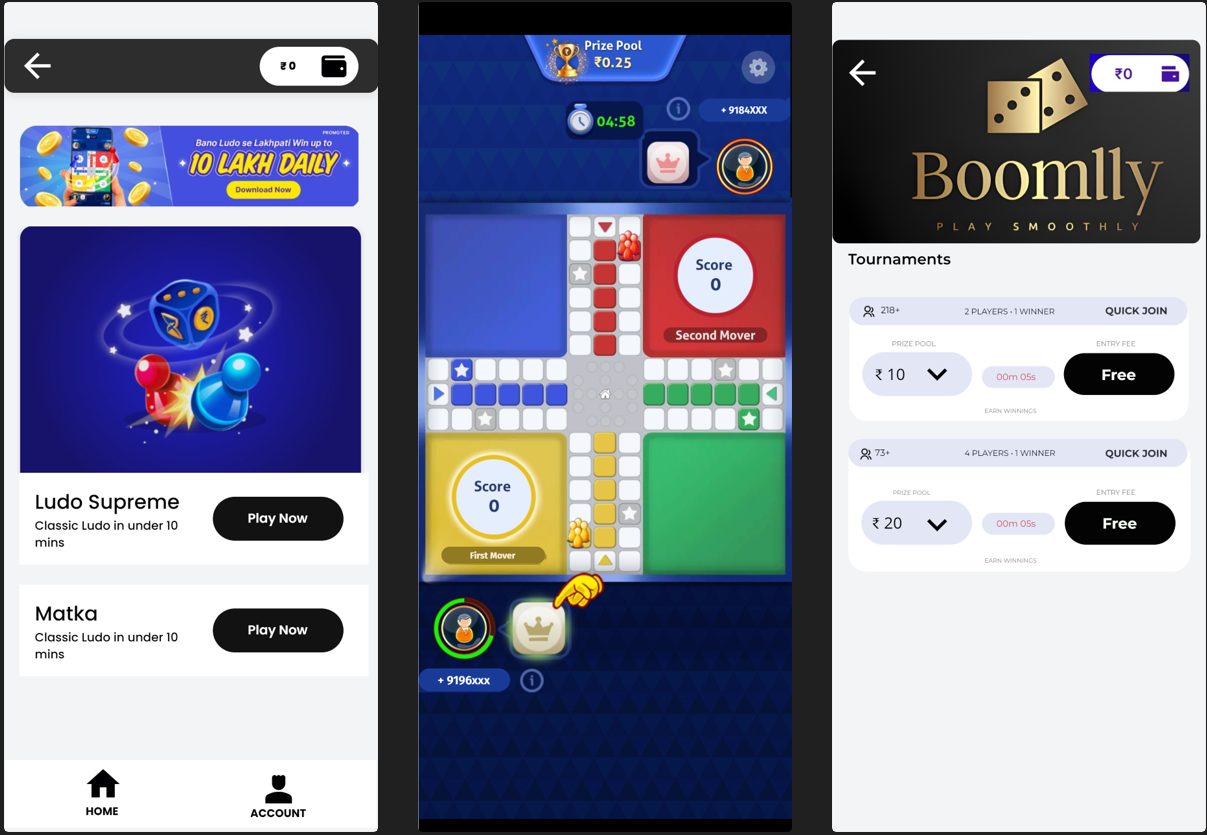 ₹ 0
PROMOTED
Bano Ludo se Lakhpati Win up to
10 LAKH DAILY
Download Now
₹
Ludo Supreme
Classic Ludo in under 10
mins
Play Now
Matka
Classic Ludo in under 10
mins
Play Now
HOME
ACCOUNT
Prize Pool
₹0.25
04:58
i
+ 9184XXX
Score
0
Second Mover
Score
0
First Mover
+ 9196xxx
i
₹0
Boomlly
PLAY SMOOTHLY
Tournaments
218+
2 PLAYERS • 1 WINNER
QUICK JOIN
PRIZE POOL
ENTRY FEE
₹ 10
00m 05s
Free
EARN WINNINGS
73+
4 PLAYERS • 1 WINNER
QUICK JOIN
PRIZE POOL
ENTRY FEE
₹ 20
00m 05s
Free
EARN WINNINGS